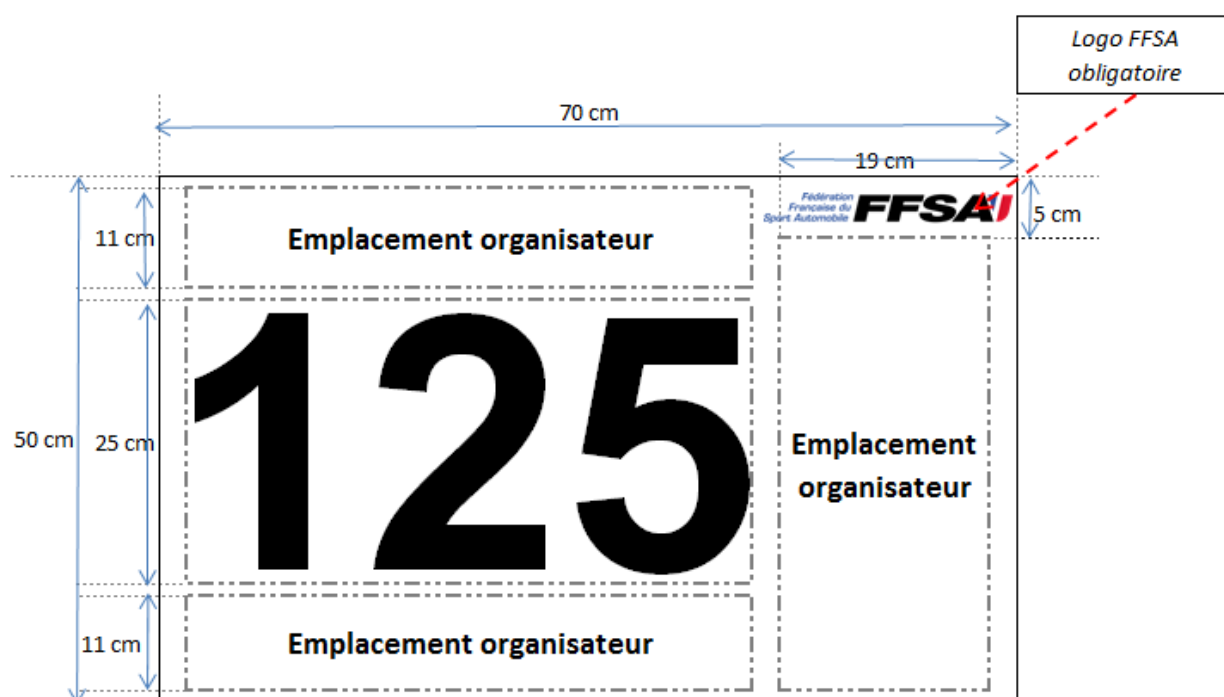 Logo FFSA
obligatoire
70 cm
19 cm
Fédération
Française du
Sport Automobile
FFSA
5 cm
11 cm
Emplacement organisateur
50 cm
25 cm
125
Emplacement
organisateur
11 cm
Emplacement organisateur